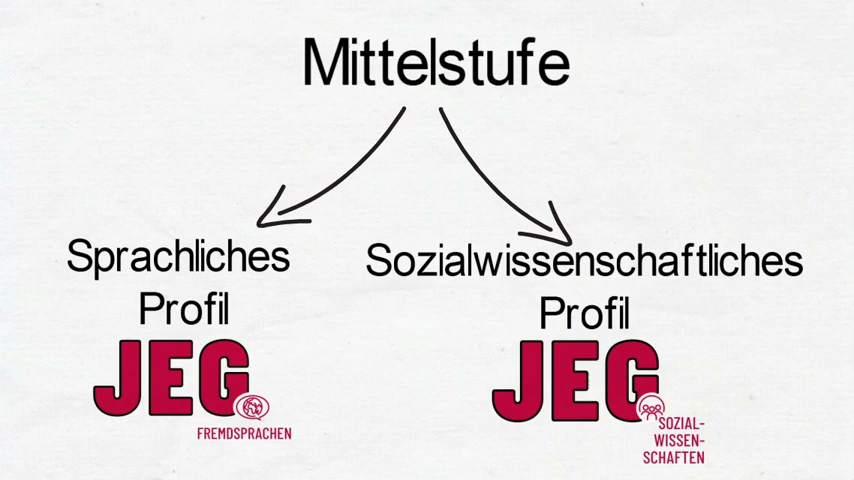 Mittelstufe
Sprachliches
Profil
JEG
FREMDSPRACHEN
Sozialwissenschaftliches
Profil
JEG
SOZIAL-
WISSEN-
SCHAFTEN